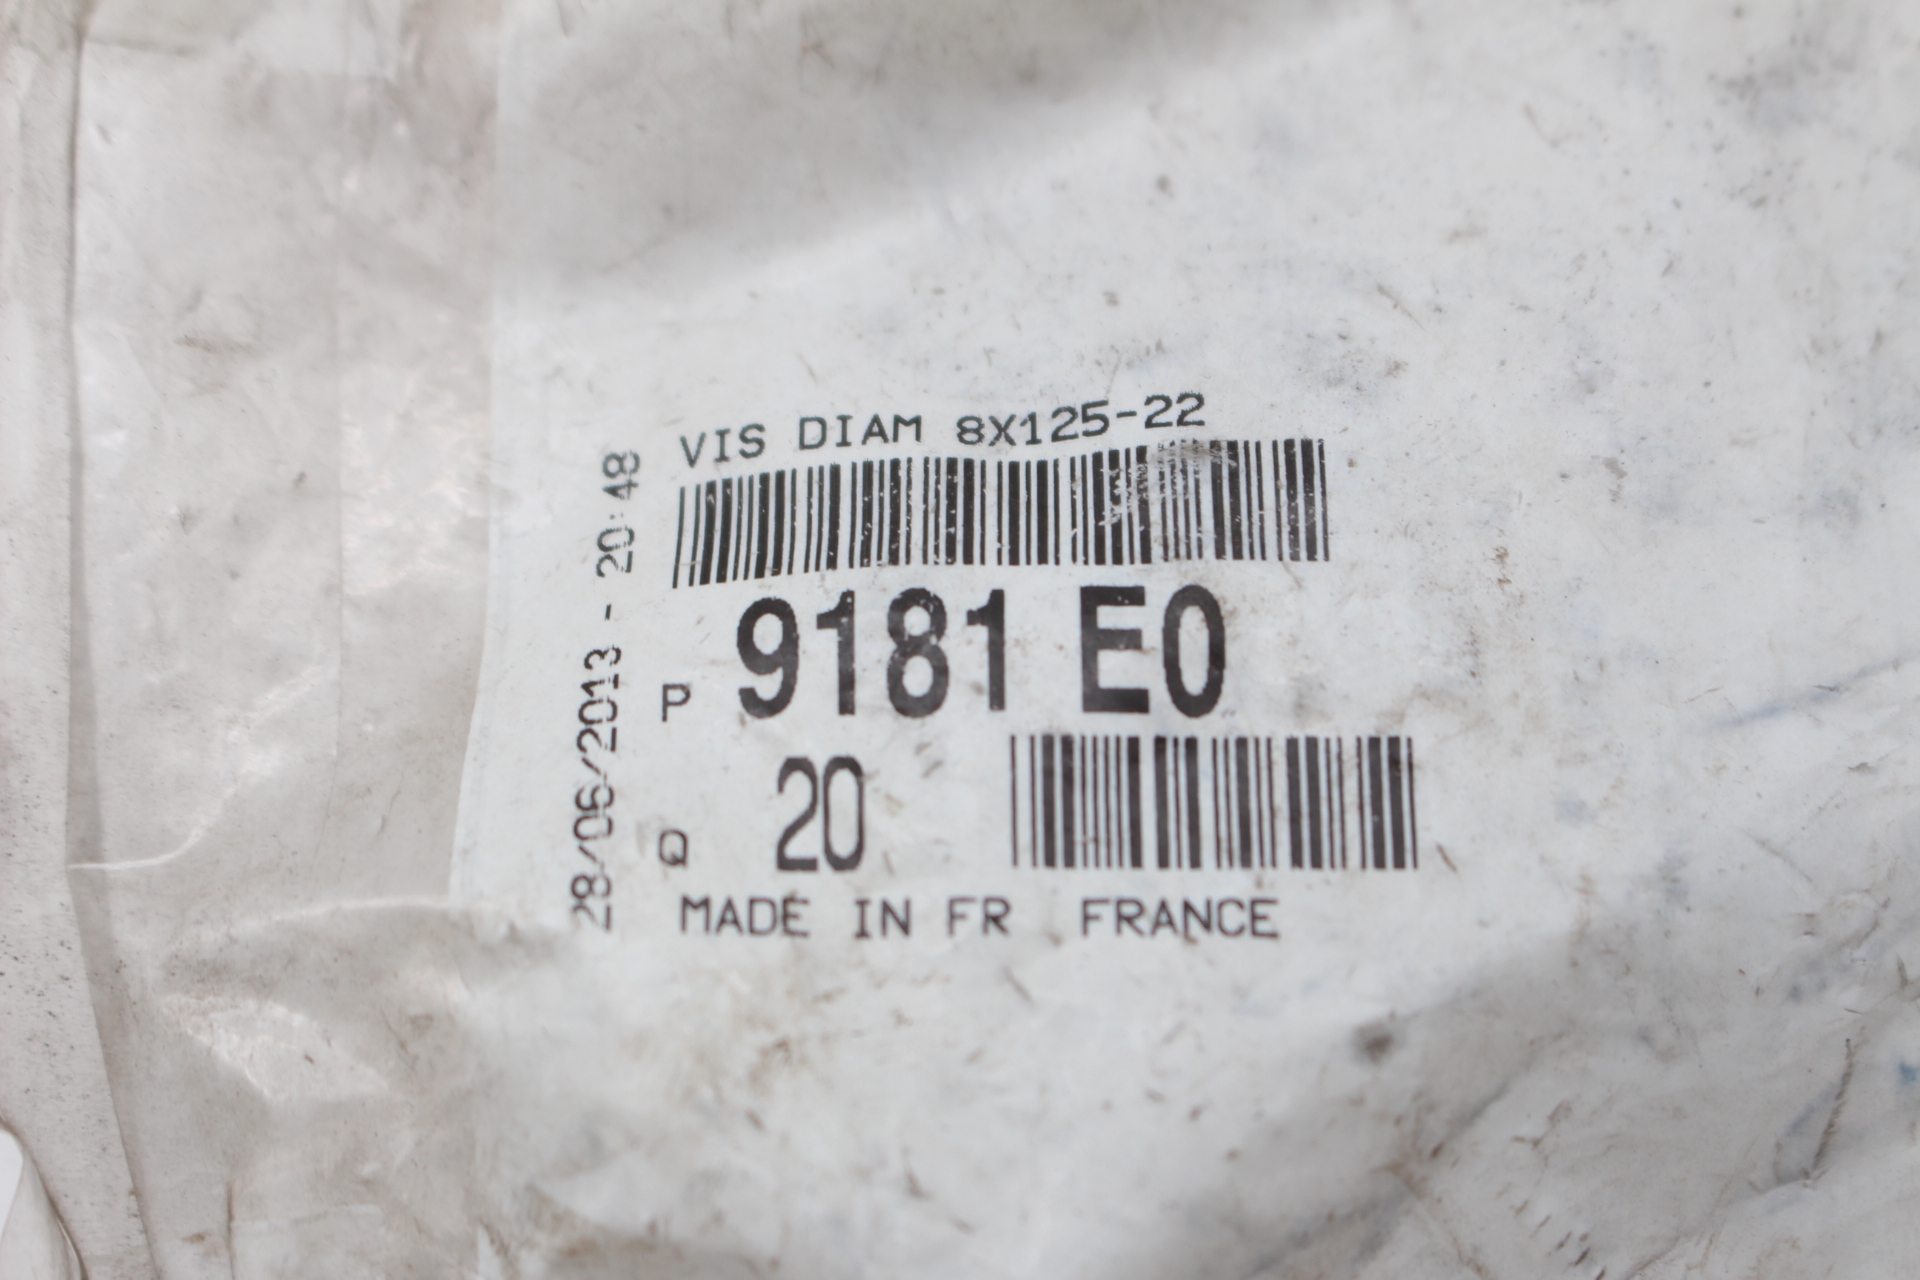 VIS DIAM 8X125-22
P 9181 E0
Q 20
MADE IN FR FRANCE
28/06/2013 - 20:48